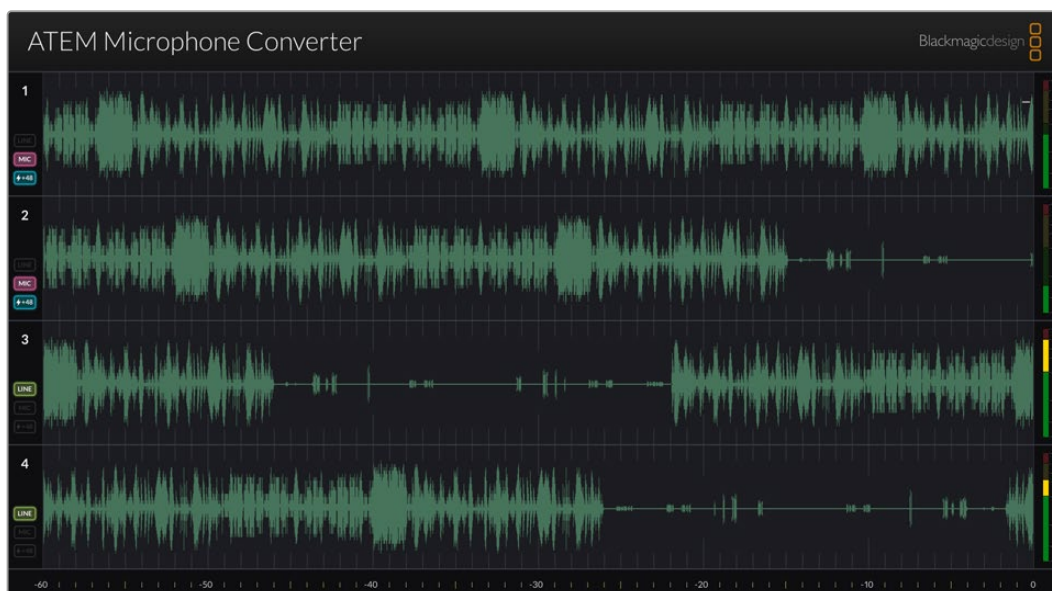 ATEM Microphone Converter
Blackmagicdesign
1
LINE
MIC
+48
2
LINE
MIC
+48
3
LINE
MIC
+48
4
LINE
MIC
+48
-60 -50 -40 -30 -20 -10 0